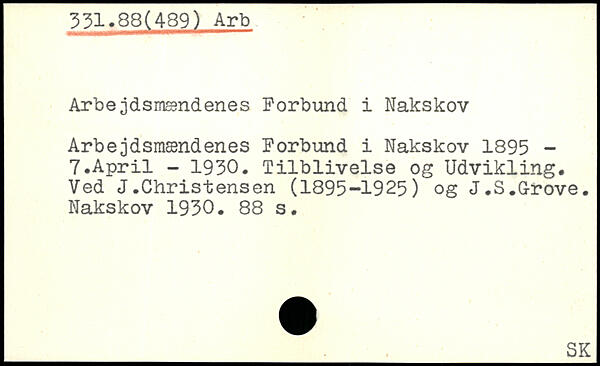 331.88(489) Arb
Arbejdsmændenes Forbund i Nakskov
Arbejdsmændenes Forbund i Nakskov 1895 -
7.April - 1930. Tilblivelse og Udvikling.
Ved J.Christensen (1895-1925) og J.S.Grove.
Nakskov 1930. 88 s.
SK